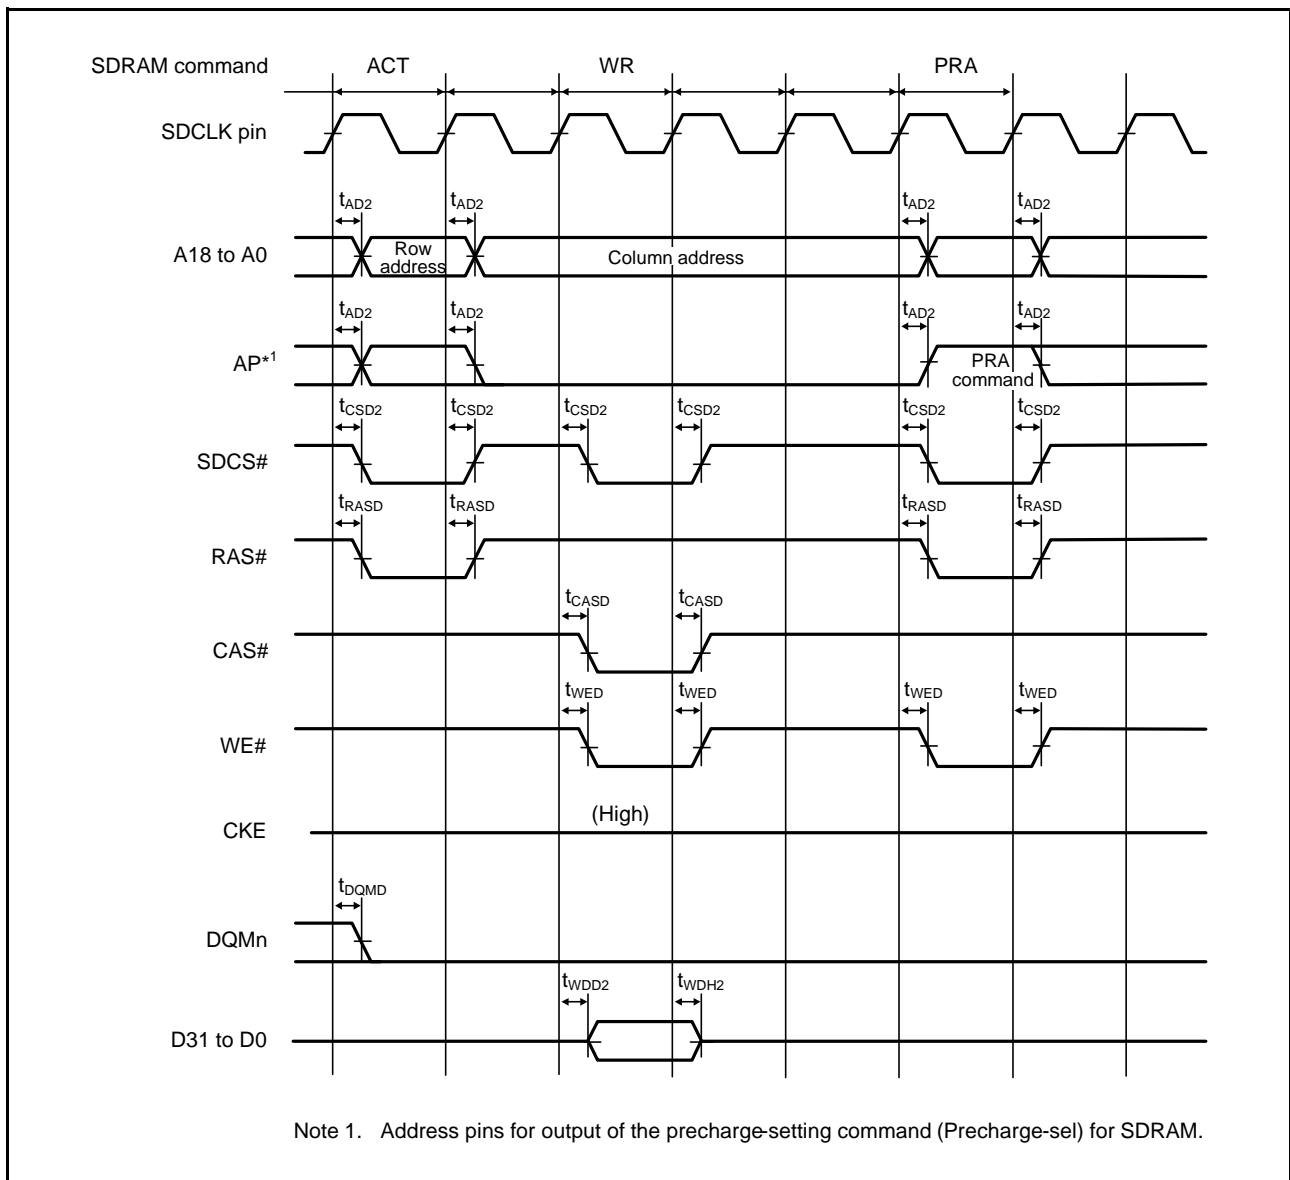 SDRAM command ACT WR PRA
SDCLK pin
tAD2 tAD2 tAD2 tAD2
A18 to A0 Row address Column address
tAD2 tAD2 tAD2 tAD2
AP*1 PRA command
tCSD2 tCSD2 tCSD2 tCSD2 tCSD2 tCSD2
SDCS#
tRASD tRASD tRASD tRASD
RAS#
tCASD tCASD
CAS#
tWED tWED tWED tWED
WE#
(High)
CKE
tDQMD
DQMn
tWDD2 tWDH2
D31 to D0
Note 1. Address pins for output of the precharge-setting command (Precharge-sel) for SDRAM.